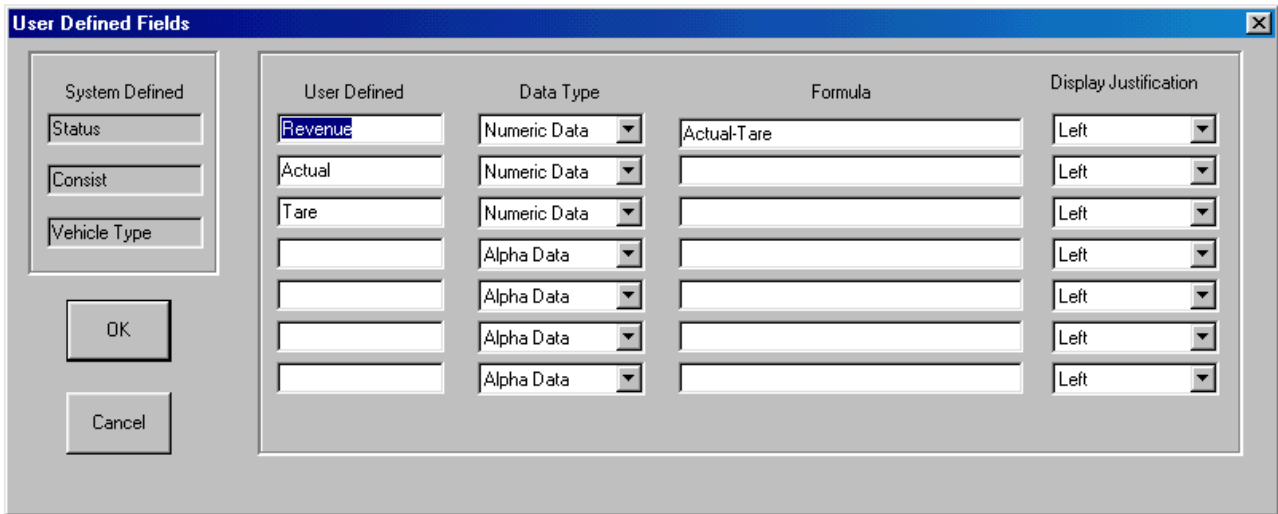 User Defined Fields
System Defined
Status
Consist
Vehicle Type
OK
Cancel
User Defined Data Type Formula Display Justification
Revenue Numeric Data Actual-Tare Left
Actual Numeric Data Left
Tare Numeric Data Left
Alpha Data Left
Alpha Data Left
Alpha Data Left
Alpha Data Left